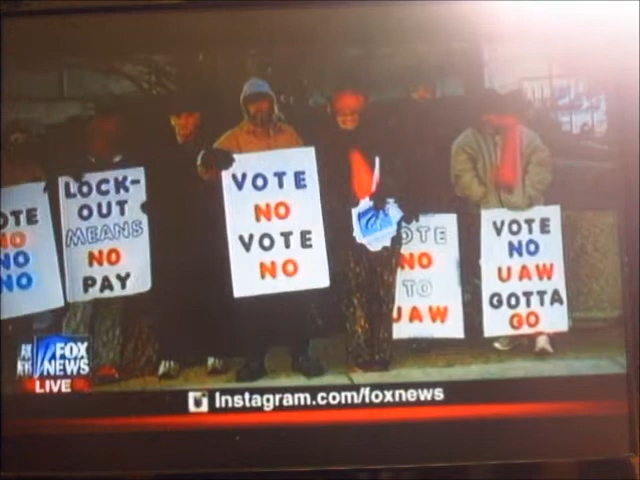 OTE
NO
NO
NO
LOCK-
OUT
MEANS
NO
PAY
VOTE
NO
VOTE
NO
OTE
NO
TO
UAW
VOTE
NO
UAW
GOTTA
GO
FOX
NEWS
LIVE
Instagram.com/foxnews